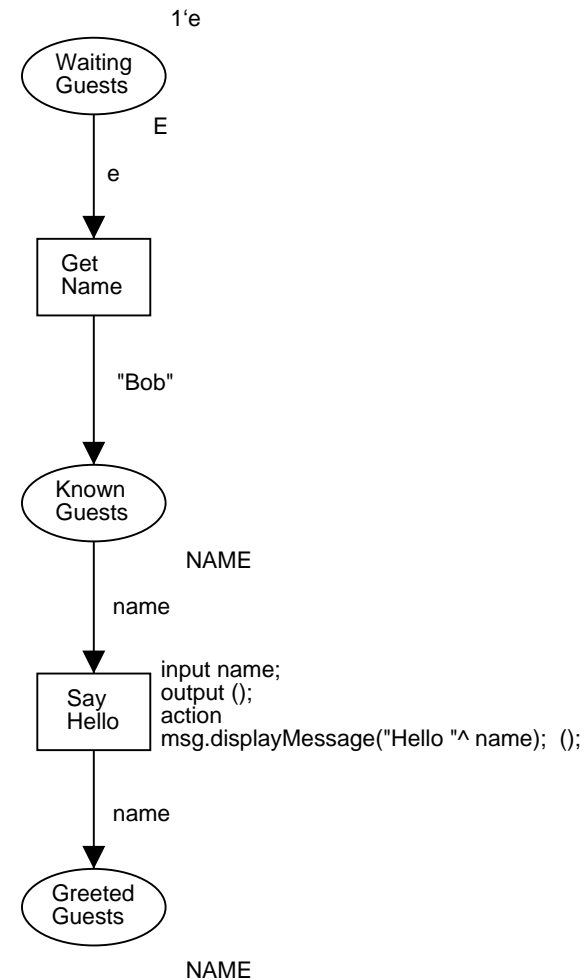 1‘e
Waiting
Guests
E
e
Get
Name
"Bob"
Known
Guests
NAME
name
Say
Hello
input name;
output ();
action
msg.displayMessage("Hello "^ name);  ();
name
Greeted
Guests
NAME